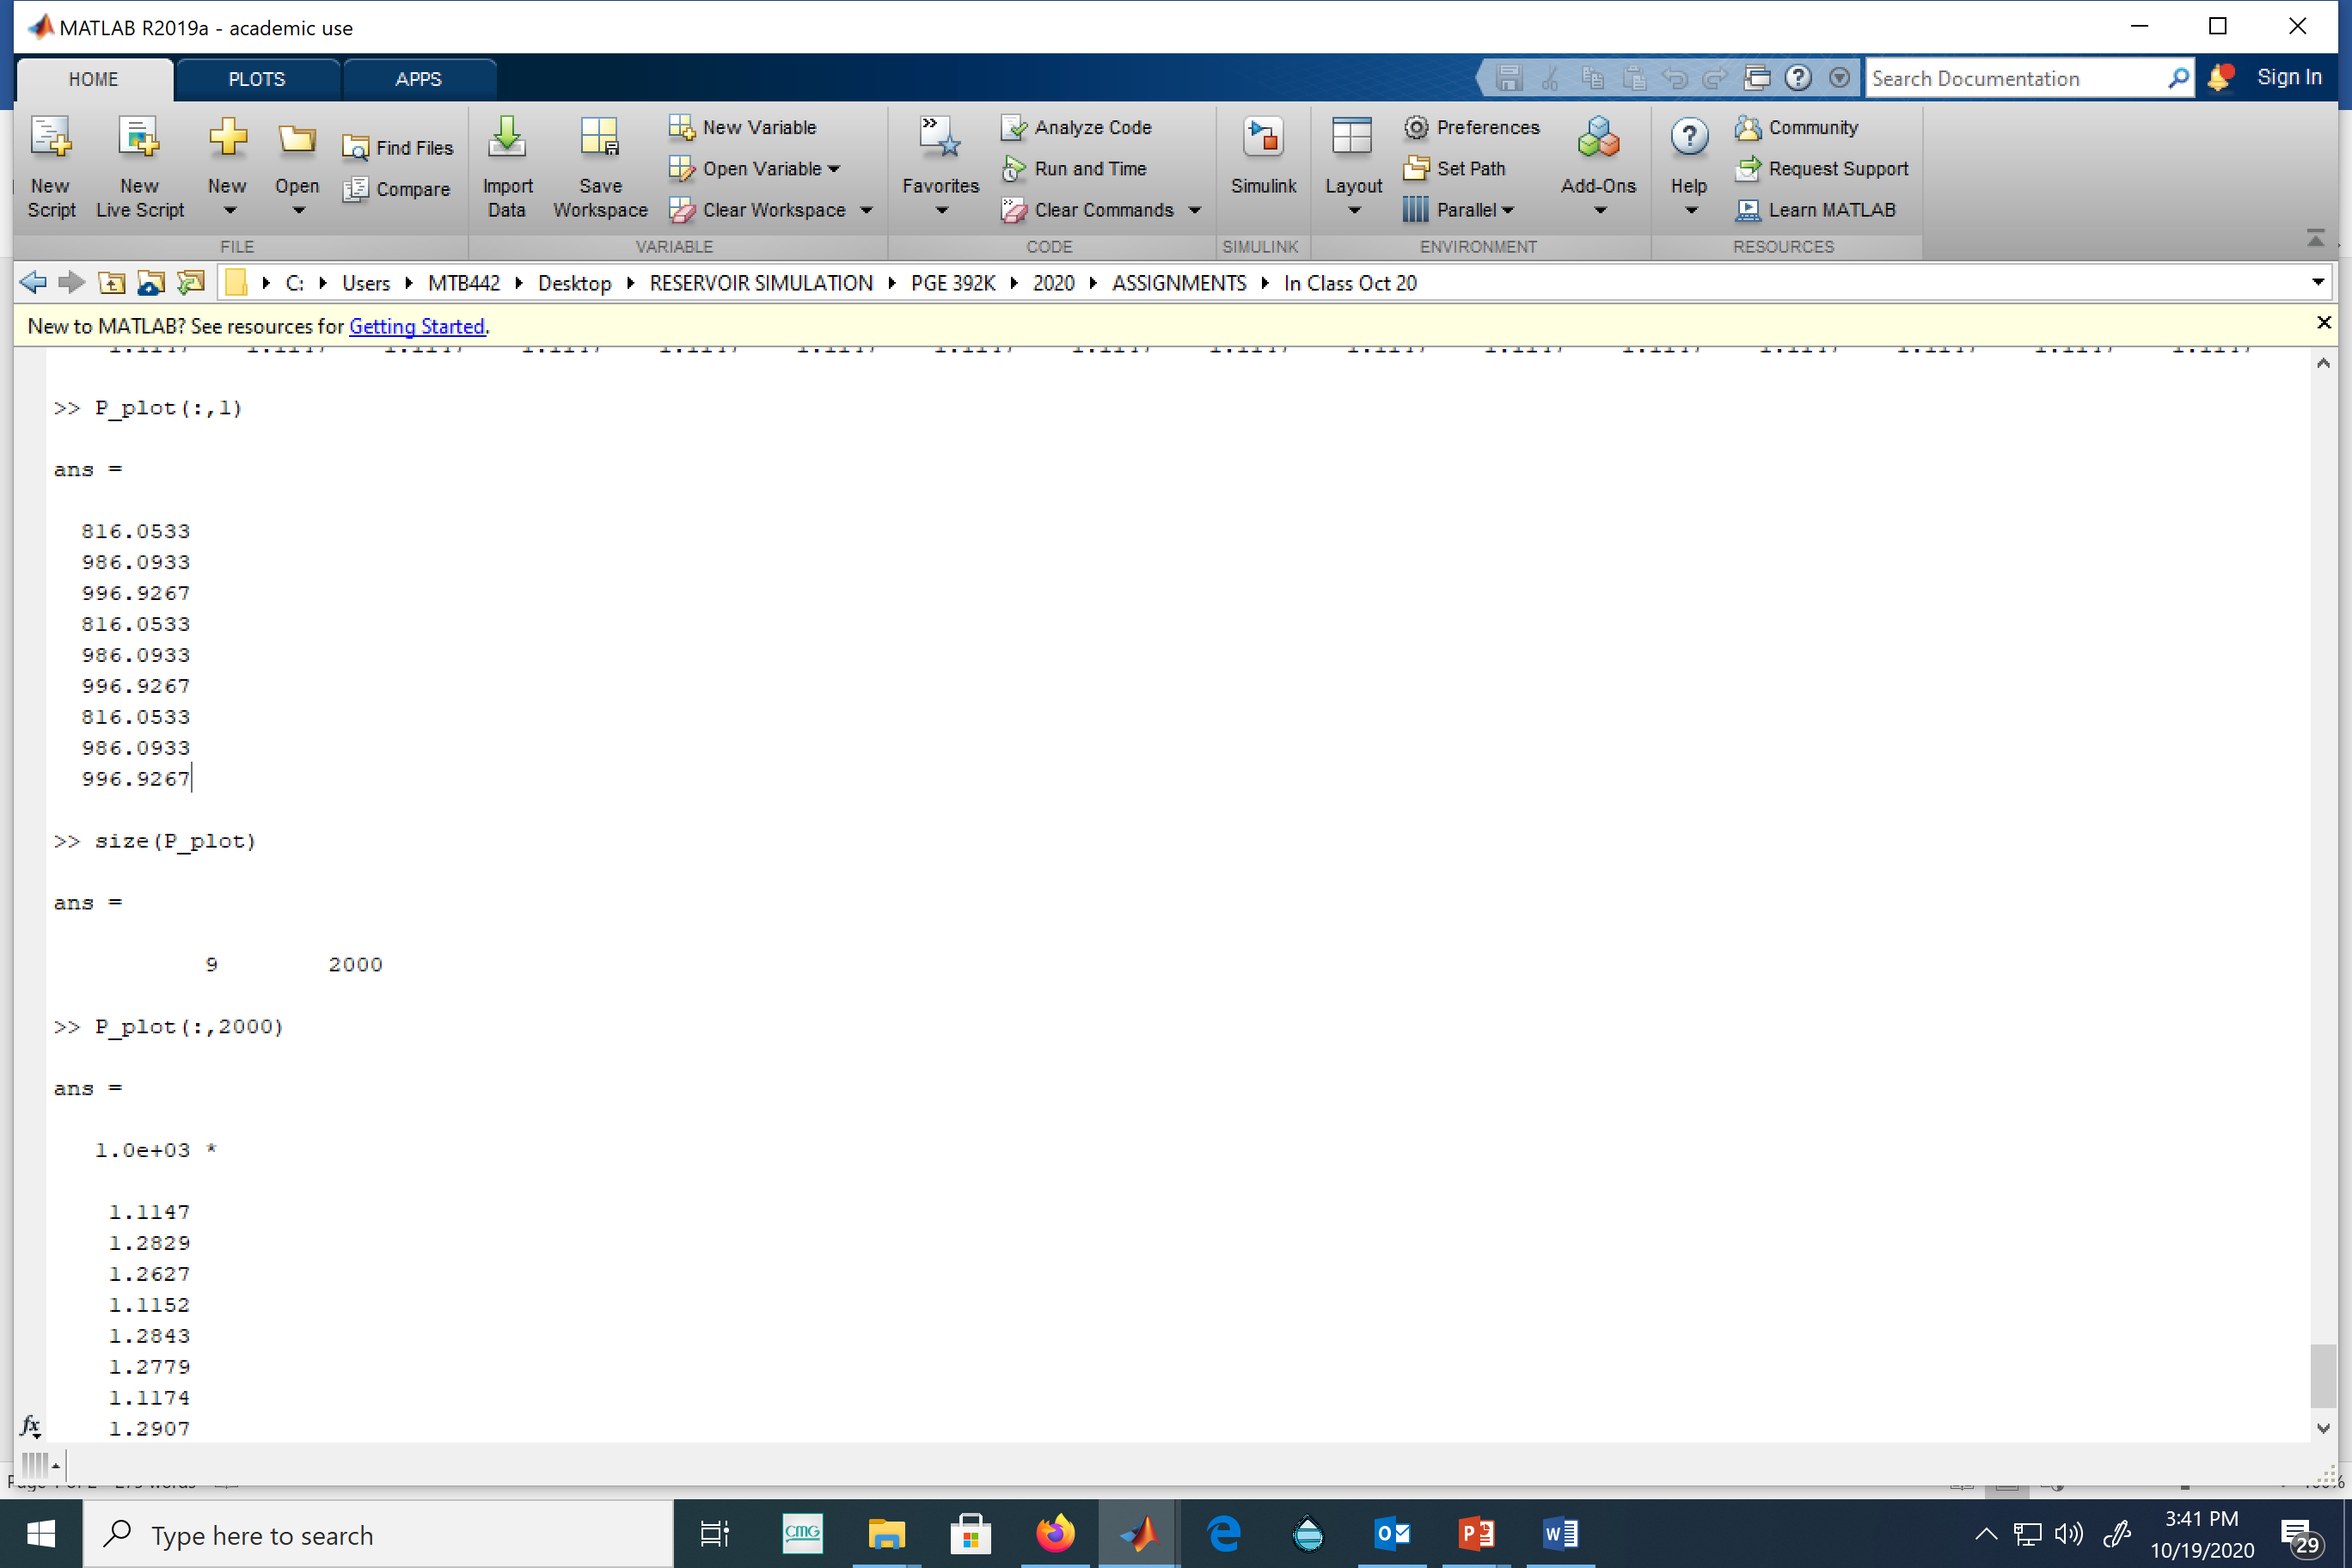 MATLAB R2019a - academic use
HOME PLOTS APPS
Search Documentation
Sign In
New Script
New Live Script
New
Open
Find Files
Compare
FILE
Import Data
Save Workspace
New Variable
Open Variable
Clear Workspace
VARIABLE
Favorites
Analyze Code
Run and Time
Clear Commands
CODE
Simulink
SIMULINK
Layout
Preferences
Set Path
Parallel
Add-Ons
ENVIRONMENT
Help
Community
Request Support
Learn MATLAB
RESOURCES
C: Users MTB442 Desktop RESERVOIR SIMULATION PGE 392K 2020 ASSIGNMENTS In Class Oct 20
New to MATLAB? See resources for Getting Started.
>> P_plot(:,1)
ans =
816.0533
986.0933
996.9267
816.0533
986.0933
996.9267
816.0533
986.0933
996.9267
>> size(P_plot)
ans =
9 2000
>> P_plot(:,2000)
ans =
1.0e+03 *
1.1147
1.2829
1.2627
1.1152
1.2843
1.2779
1.1174
1.2907
fx
Type here to search
CMG
3:41 PM
10/19/2020
29